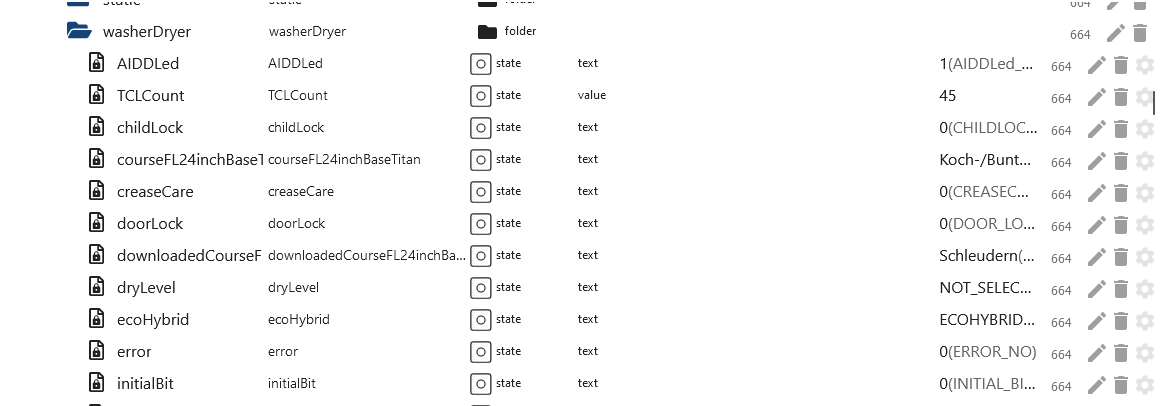 static static folder 664
washerDryer washerDryer folder 664
AIDDLed AIDDLed state text 1(AIDDLed_... 664
TCLCount TCLCount state value 45 664
childLock childLock state text 0(CHILDLOC... 664
courseFL24inchBaseT courseFL24inchBaseTitan state text Koch-/Bunt... 664
creaseCare creaseCare state text 0(CREASEC... 664
doorLock doorLock state text 0(DOOR_LO... 664
downloadedCourseF downloadedCourseFL24inchBa... state text Schleudern(... 664
dryLevel dryLevel state text NOT_SELEC... 664
ecoHybrid ecoHybrid state text ECOHYBRID... 664
error error state text 0(ERROR_NO) 664
initialBit initialBit state text 0(INITIAL_BI... 664